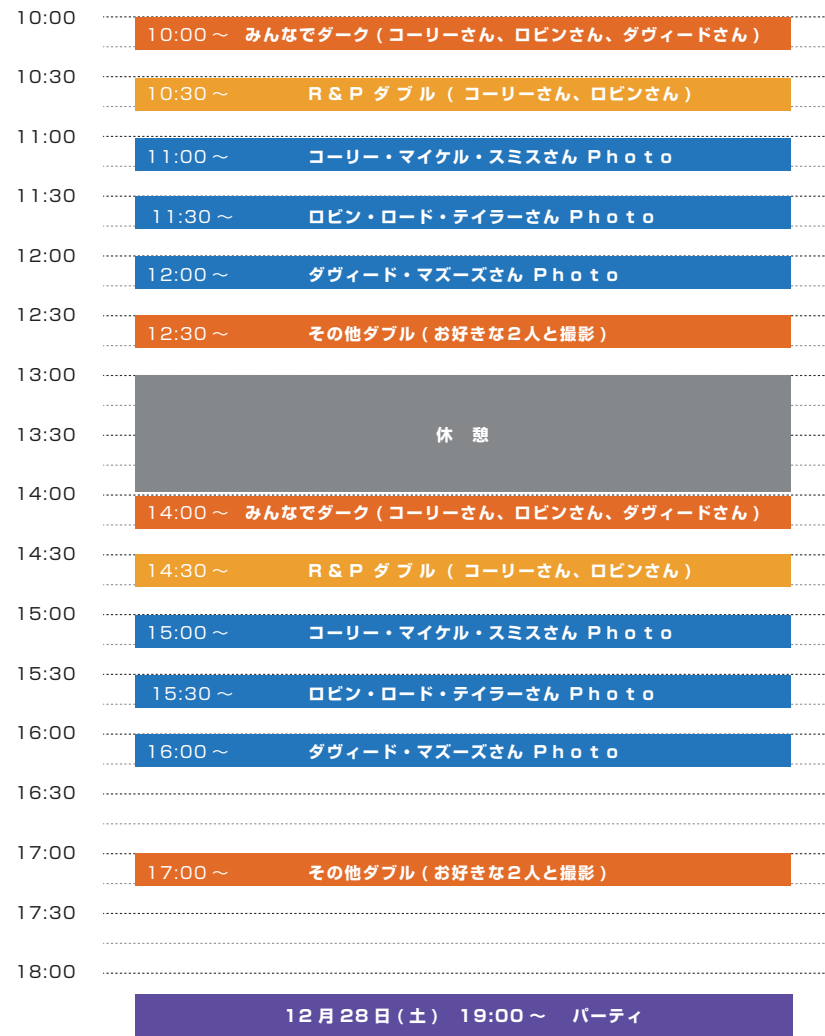 10:00
10:00～ みんなでダーク ( コーリーさん、ロビンさん、ダヴィードさん )
10:30
10:30～ R & P ダブル ( コーリーさん、ロビンさん )
11:00
11:00～ コーリー・マイケル・スミスさん Photo
11:30
11:30～ ロビン・ロード・テイラーさん Photo
12:00
12:00～ ダヴィード・マズーズさん Photo
12:30
12:30～ その他ダブル ( お好きな２人と撮影 )
13:00
13:30 休 憩
14:00
14:00～ みんなでダーク ( コーリーさん、ロビンさん、ダヴィードさん )
14:30
14:30～ R & P ダブル ( コーリーさん、ロビンさん )
15:00
15:00～ コーリー・マイケル・スミスさん Photo
15:30
15:30～ ロビン・ロード・テイラーさん Photo
16:00
16:00～ ダヴィード・マズーズさん Photo
16:30
17:00
17:00～ その他ダブル ( お好きな２人と撮影 )
17:30
18:00
12月28日(土) 19:00～ パーティ